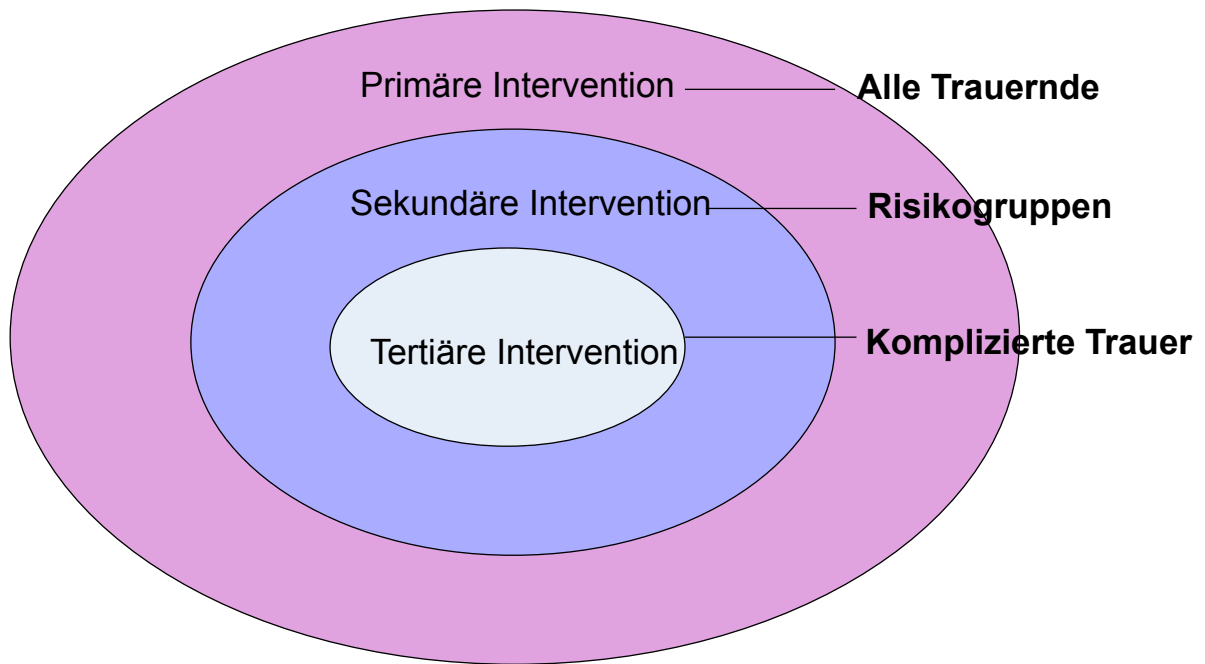 Primäre Intervention
Alle Trauernde
Sekundäre Intervention
Risikogruppen
Tertiäre Intervention
Komplizierte Trauer